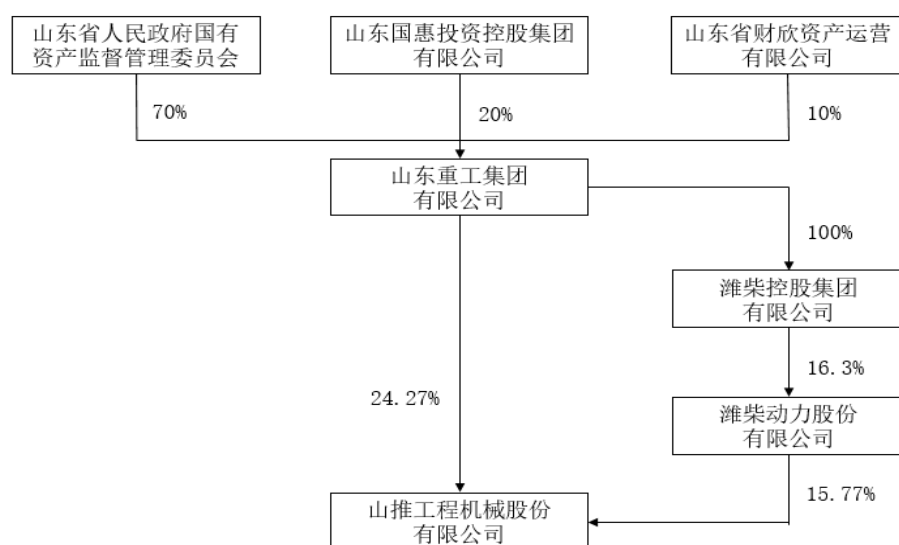 山东省人民政府国有
资产监督管理委员会
山东国惠投资控股集团
有限公司
山东省财欣资产运营
有限公司
70%
20%
10%
山东重工集团
有限公司
100%
潍柴控股集团
有限公司
16.3%
24.27%
潍柴动力股份
有限公司
15.77%
山推工程机械股份
有限公司